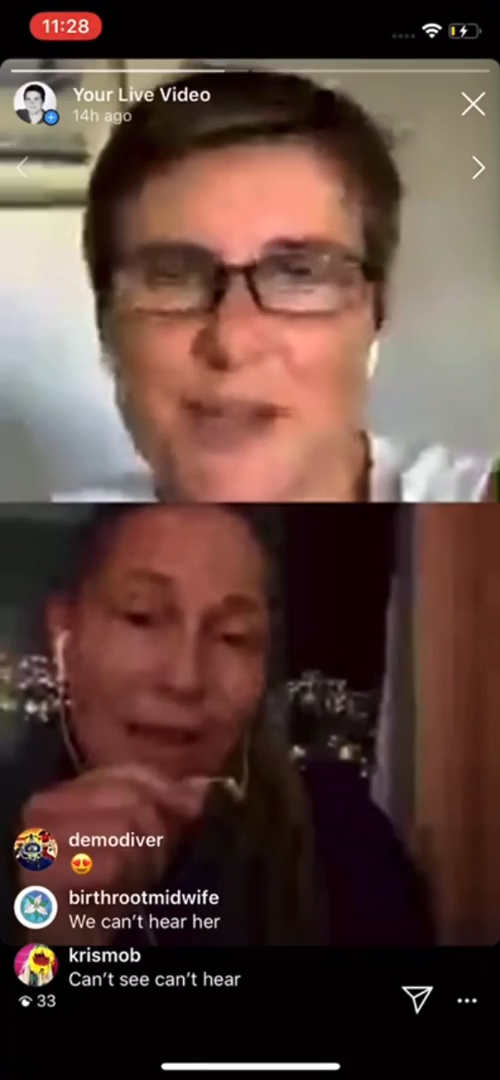 11:28
Your Live Video
14h ago
demodiver
😍
birthrootmidwife
We can't hear her
krismob
Can't see can't hear
33